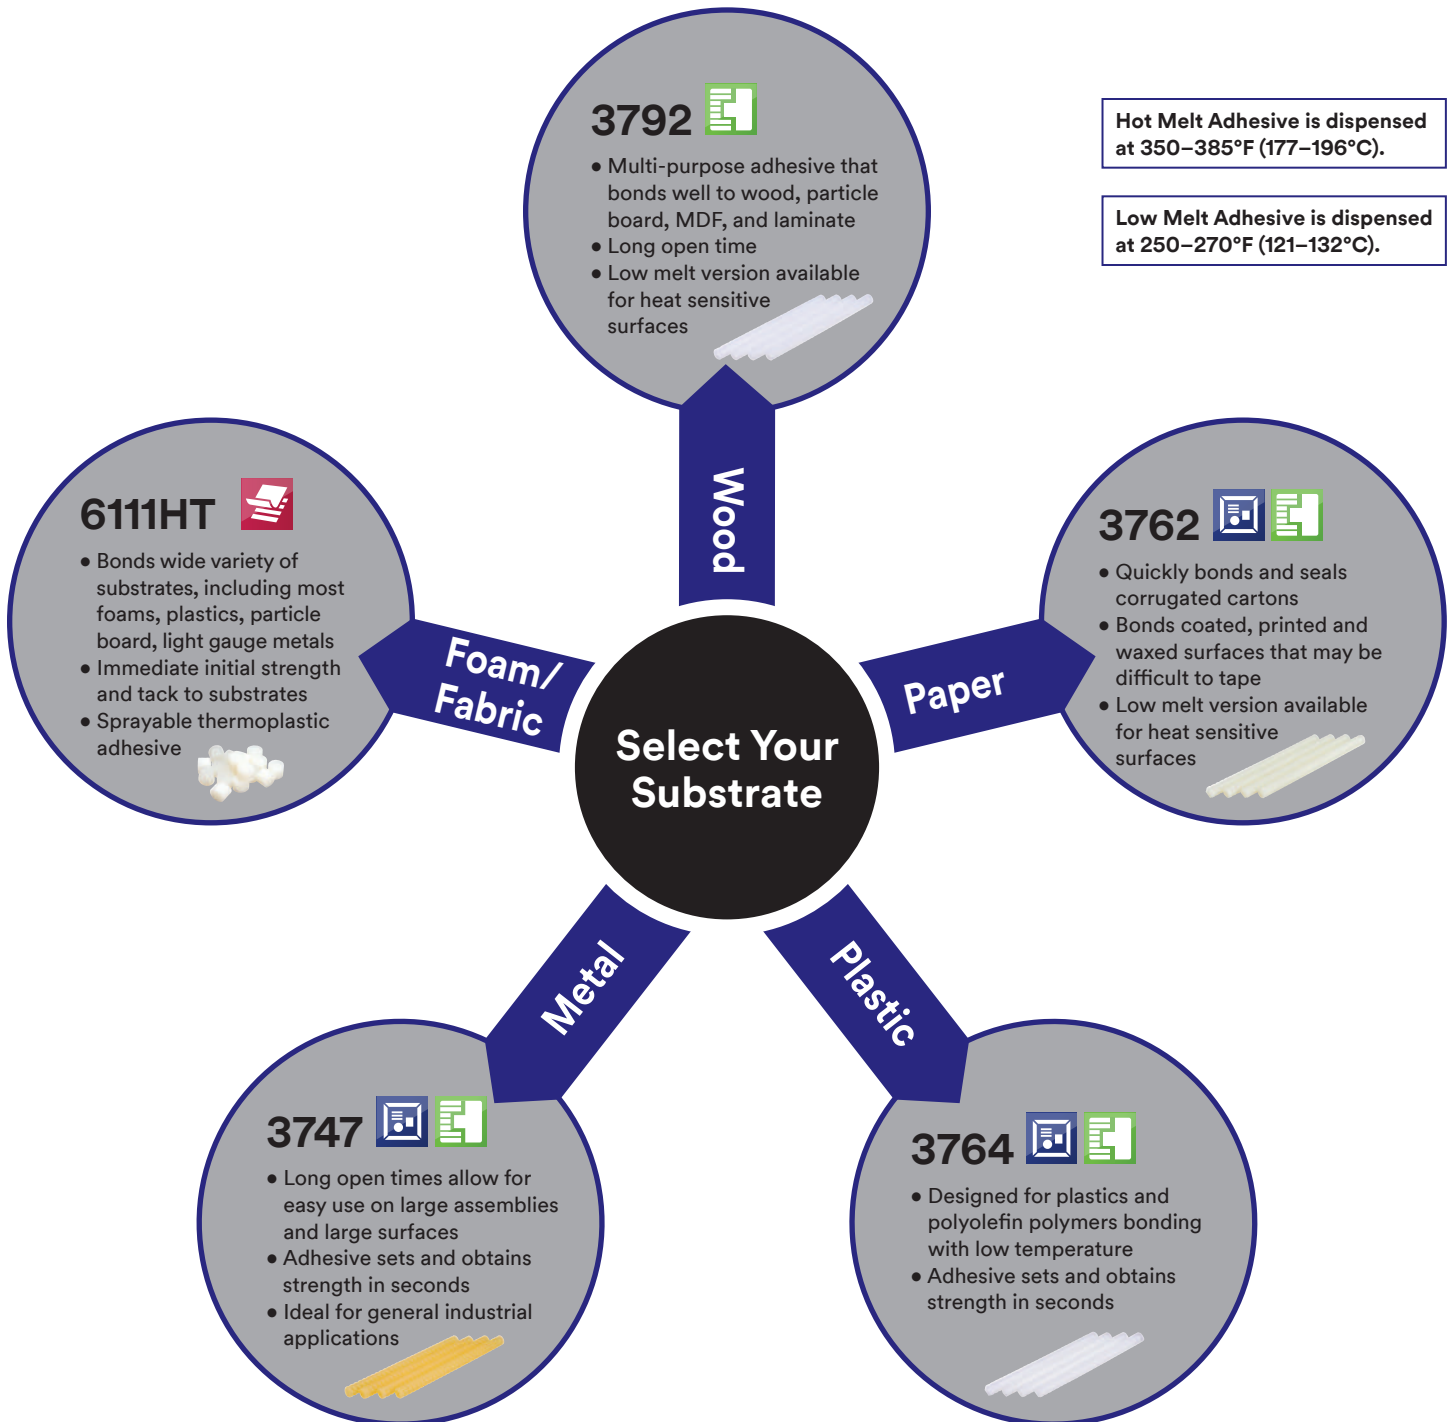 3792
• Multi-purpose adhesive that
bonds well to wood, particle
board, MDF, and laminate
• Long open time
• Low melt version available
for heat sensitive
surfaces
Hot Melt Adhesive is dispensed
at 350–385°F (177–196°C).
Low Melt Adhesive is dispensed
at 250–270°F (121–132°C).
Wood
6111HT
• Bonds wide variety of
substrates, including most
foams, plastics, particle
board, light gauge metals
• Immediate initial strength
and tack to substrates
• Sprayable thermoplastic
adhesive
Foam/
Fabric
3762
• Quickly bonds and seals
corrugated cartons
• Bonds coated, printed and
waxed surfaces that may be
difficult to tape
• Low melt version available
for heat sensitive
surfaces
Paper
Select Your
Substrate
Metal
3747
• Long open times allow for
easy use on large assemblies
and large surfaces
• Adhesive sets and obtains
strength in seconds
• Ideal for general industrial
applications
Plastic
3764
• Designed for plastics and
polyolefin polymers bonding
with low temperature
• Adhesive sets and obtains
strength in seconds